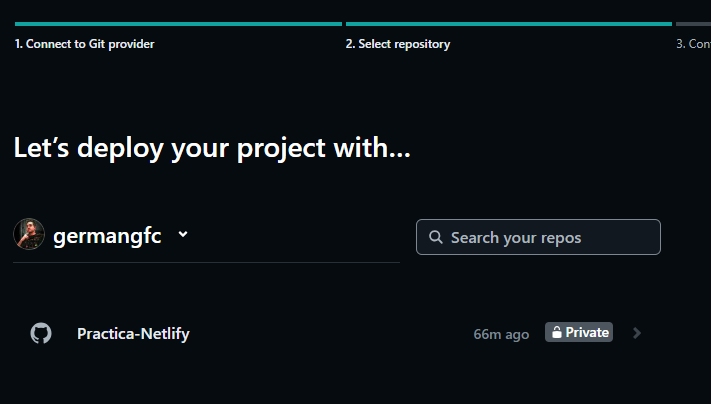 1. Connect to Git provider
2. Select repository
3. Con
Let's deploy your project with...
germangfc
Search your repos
Practica-Netlify
66m ago
Private